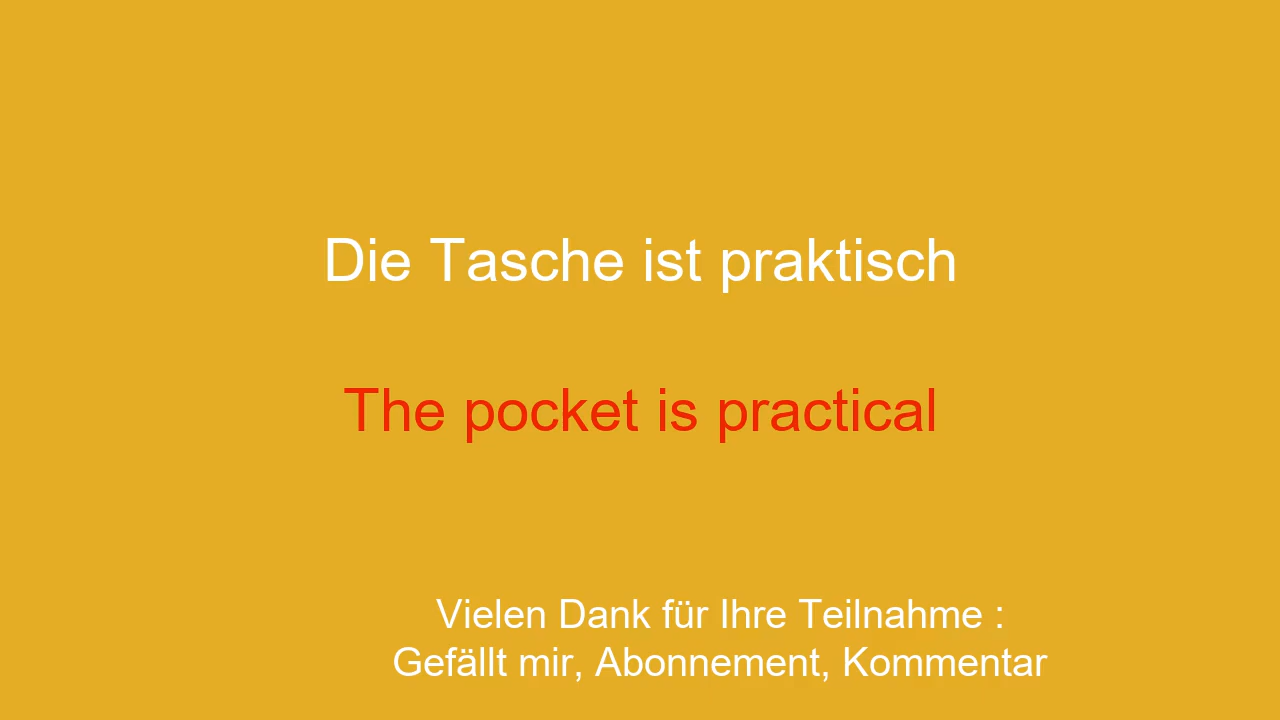 Die Tasche ist praktisch
The pocket is practical
Vielen Dank für Ihre Teilnahme :
Gefällt mir, Abonnement, Kommentar